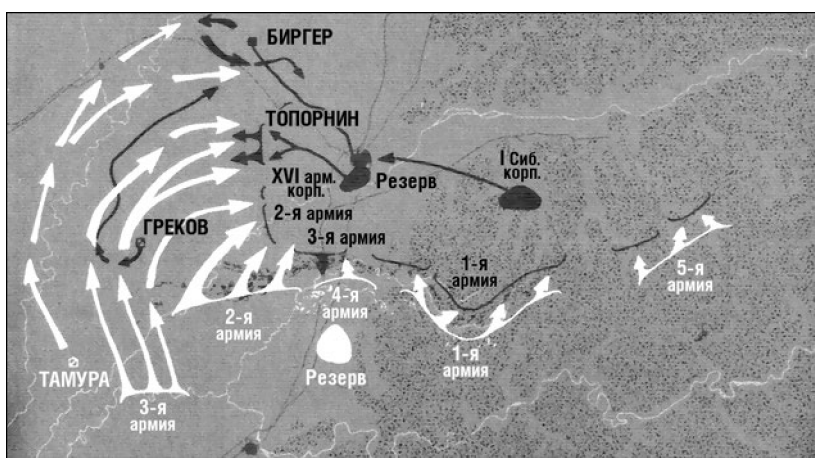 БИРГЕР
ТОПОРНИН
I Сиб.
корп.
XVI арм.
корп.
Резерв
2-я армия
ГРЕКОВ
3-я армия
1-я
армия
5-я
армия
2-я
армия
4-я
армия
1-я
армия
ТАМУРА
Резерв
3-я
армия